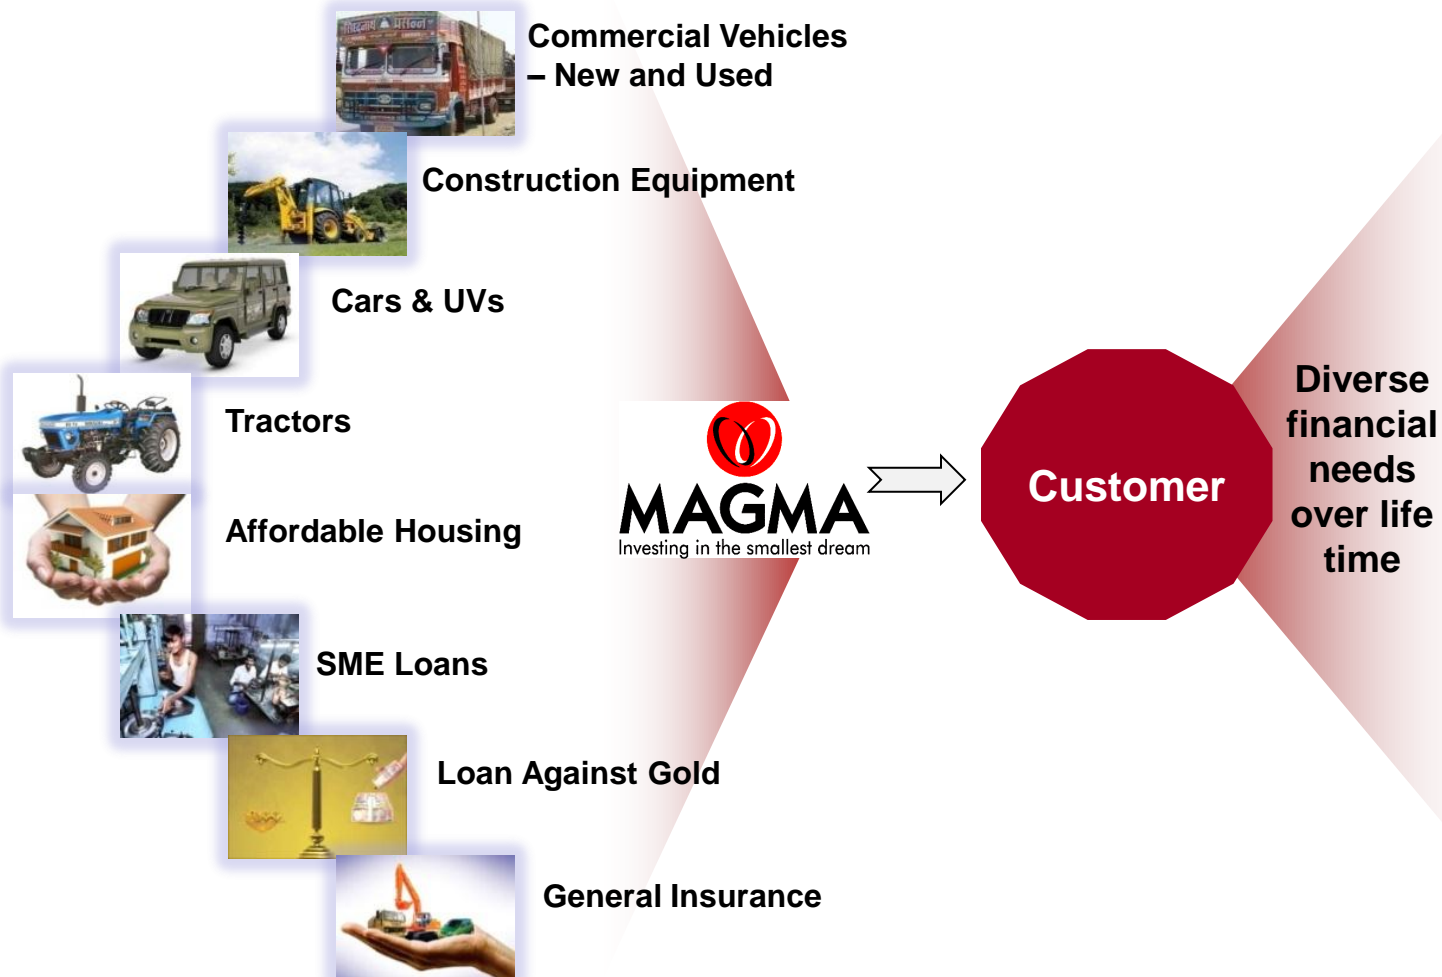 Commercial Vehicles
– New and Used
Construction Equipment
Cars & UVs
Tractors
Affordable Housing
SME Loans
Loan Against Gold
General Insurance
MAGMA
Investing in the smallest dream
Customer
Diverse
financial
needs
over life
time